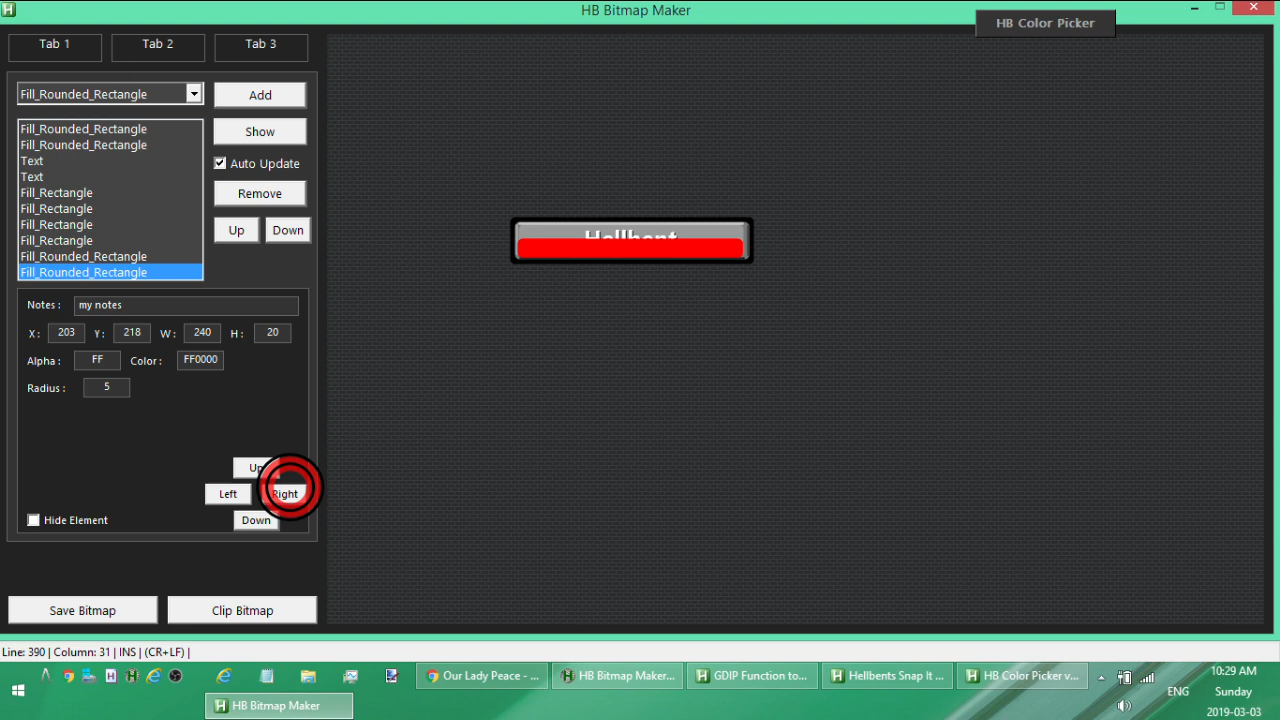 HB Bitmap Maker
HB Color Picker
Tab 1
Tab 2
Tab 3
Fill_Rounded_Rectangle
Add
Fill_Rounded_Rectangle
Show
Fill_Rounded_Rectangle
Text
Auto Update
Text
Fill_Rectangle
Remove
Fill_Rectangle
Fill_Rectangle
Up
Down
Fill_Rectangle
Fill_Rounded_Rectangle
Fill_Rounded_Rectangle
Hellbent
Notes :
my notes
X :
203
Y :
218
W :
240
H :
20
Alpha :
FF
Color :
FF0000
Radius :
5
Up
Left
Right
Hide Element
Down
Save Bitmap
Clip Bitmap
Line: 390 | Column: 31 | INS | (CR+LF) |
Our Lady Peace - ...
HB Bitmap Maker...
GDIP Function to...
Hellbents Snap It ...
HB Color Picker v...
HB Bitmap Maker
ENG
10:29 AM
Sunday
2019-03-03